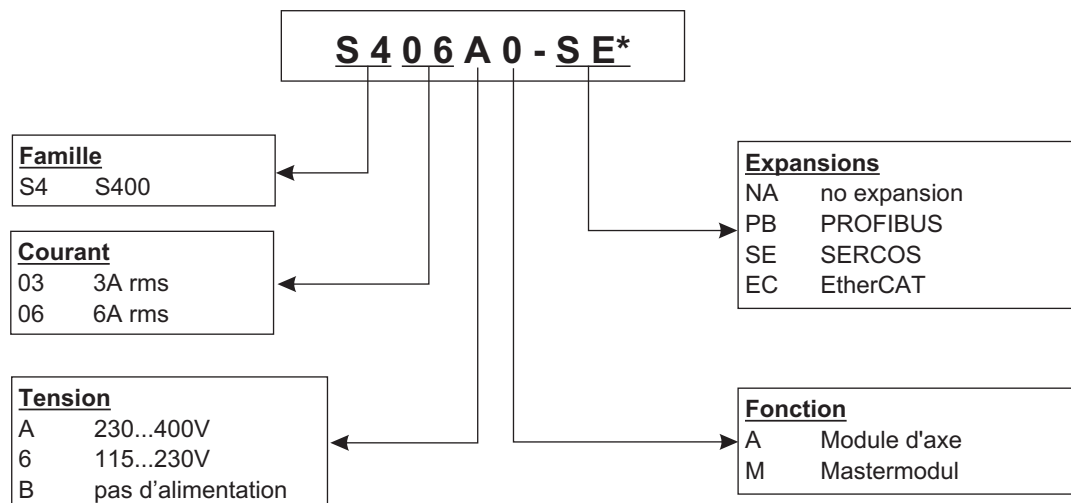 S406A0-SE*
Famille
S4 S400
Courant
03 3A rms
06 6A rms
Tension
A 230...400V
6 115...230V
B pas d’alimentation
Expansions
NA no expansion
PB PROFIBUS
SE SERCOS
EC EtherCAT
Fonction
A Module d'axe
M Mastermodul